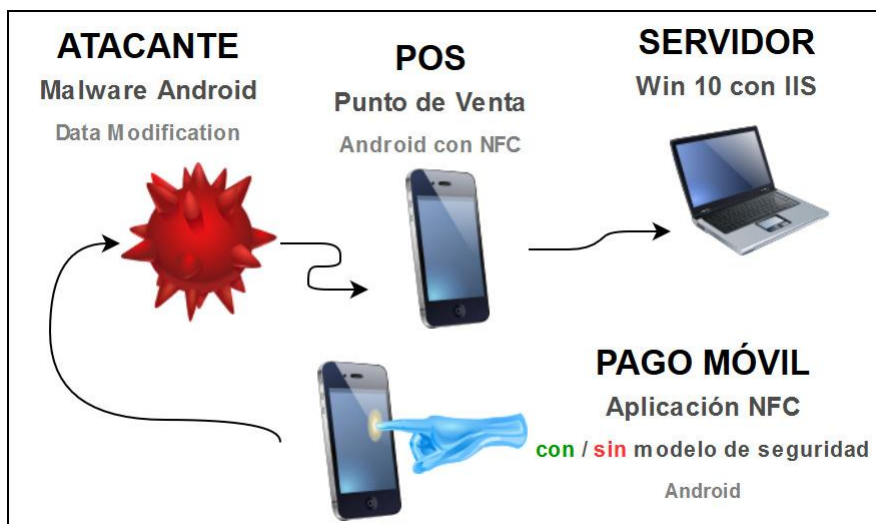 ATACANTE
Malware Android
Data Modification
POS
Punto de Venta
Android con NFC
SERVIDOR
Win 10 con IIS
PAGO MÓVIL
Aplicación NFC
con / sin modelo de seguridad
Android